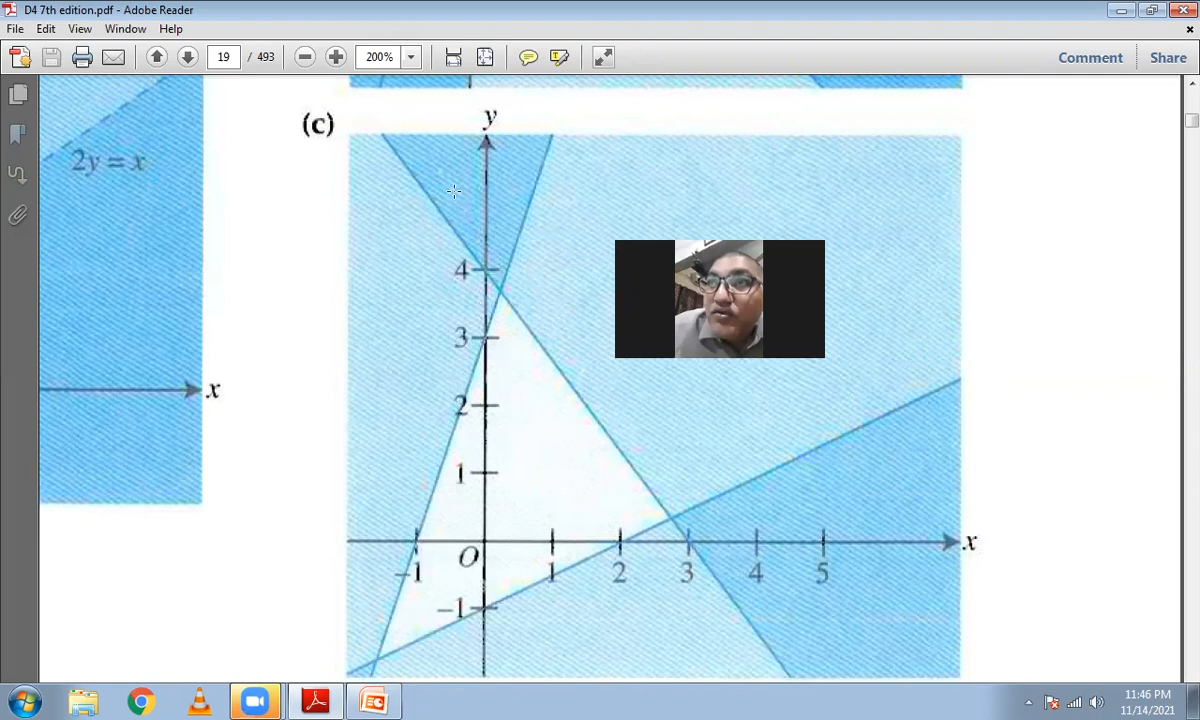 D4 7th edition.pdf - Adobe Reader
File Edit View Window Help
19 / 493 200% Comment Share
(c)
y
2y = x
4
3
2
1
x
O
x
-1 1 2 3 4 5
-1
11:46 PM
11/14/2021